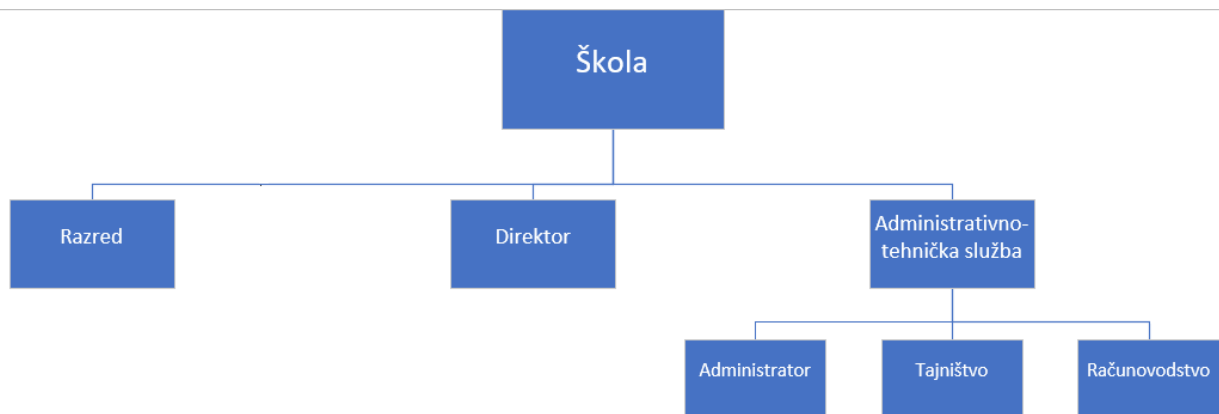 Škola
Razred
Direktor
Administrativno-
tehnička služba
Administrator
Tajništvo
Računovodstvo